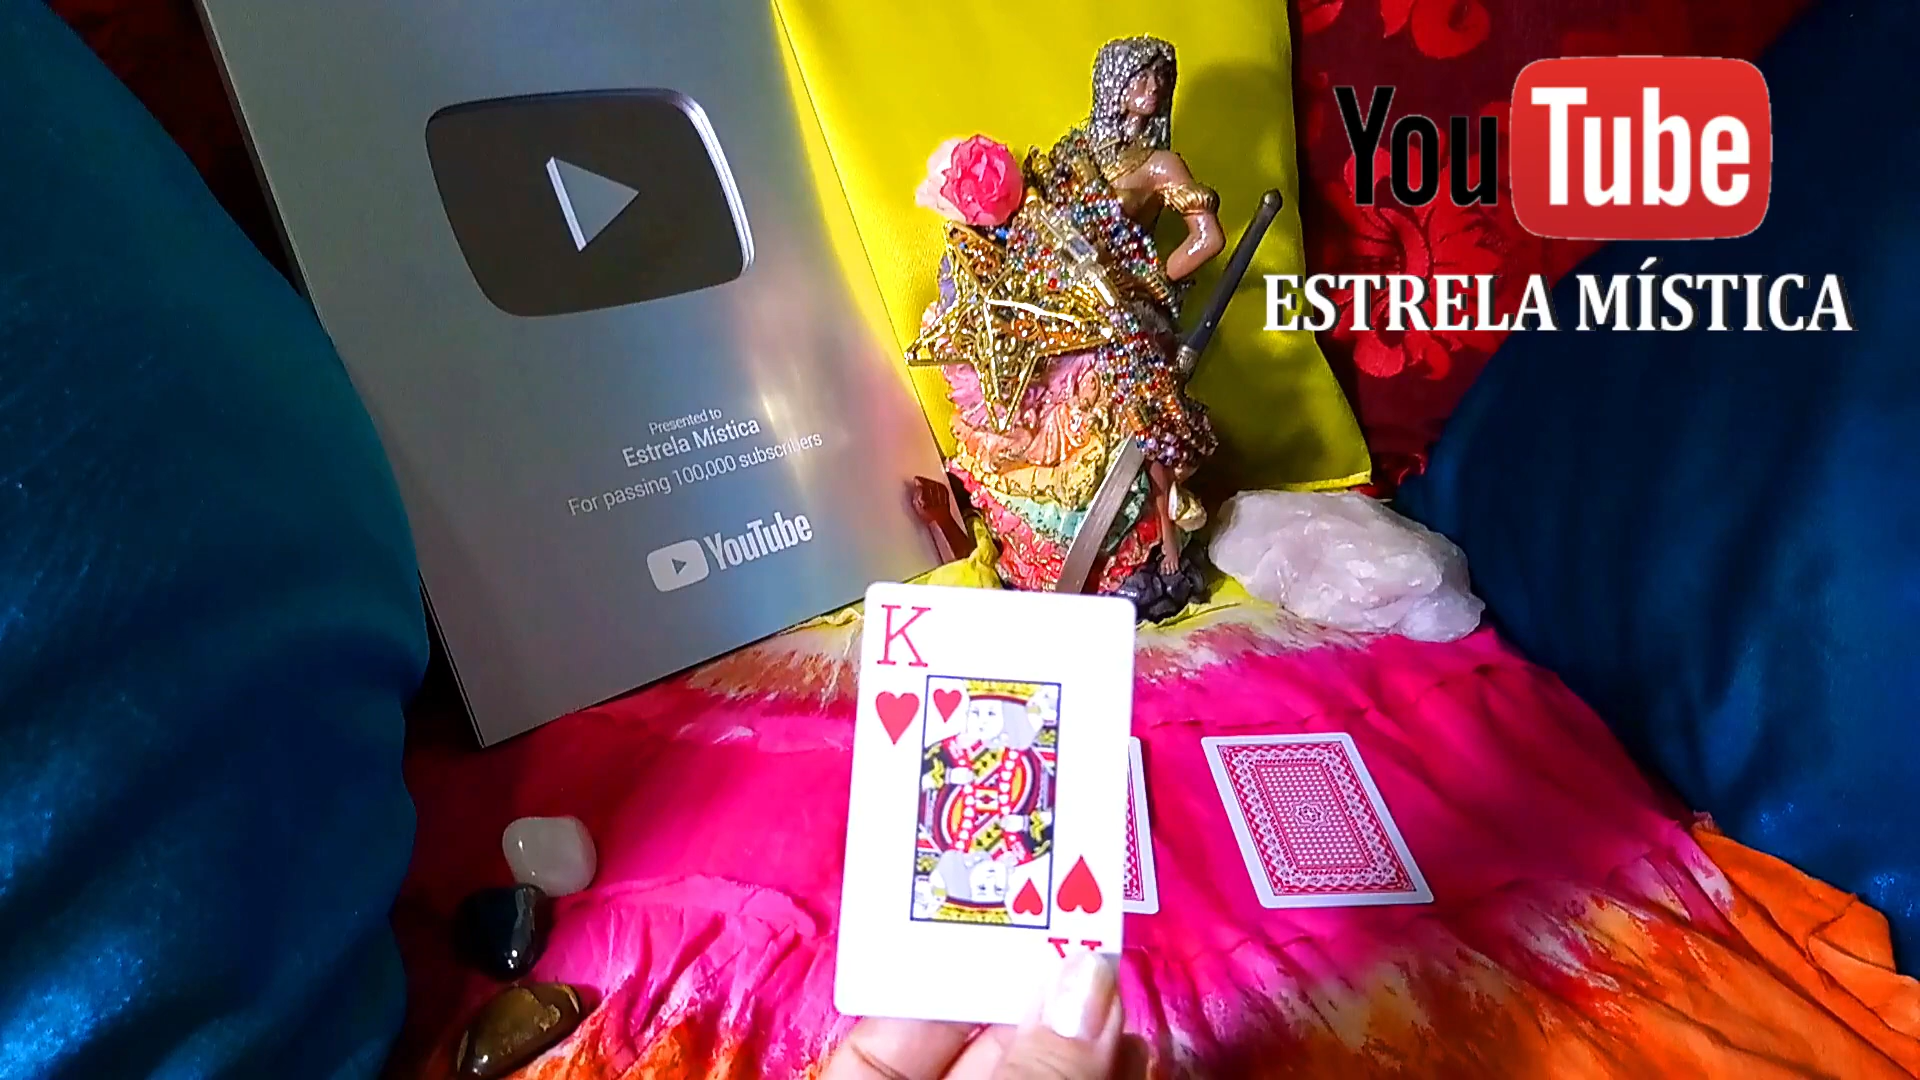 YouTube
ESTRELA MÍSTICA
Presented to
Estrela Mística
For passing 100,000 subscribers
YouTube
K
K